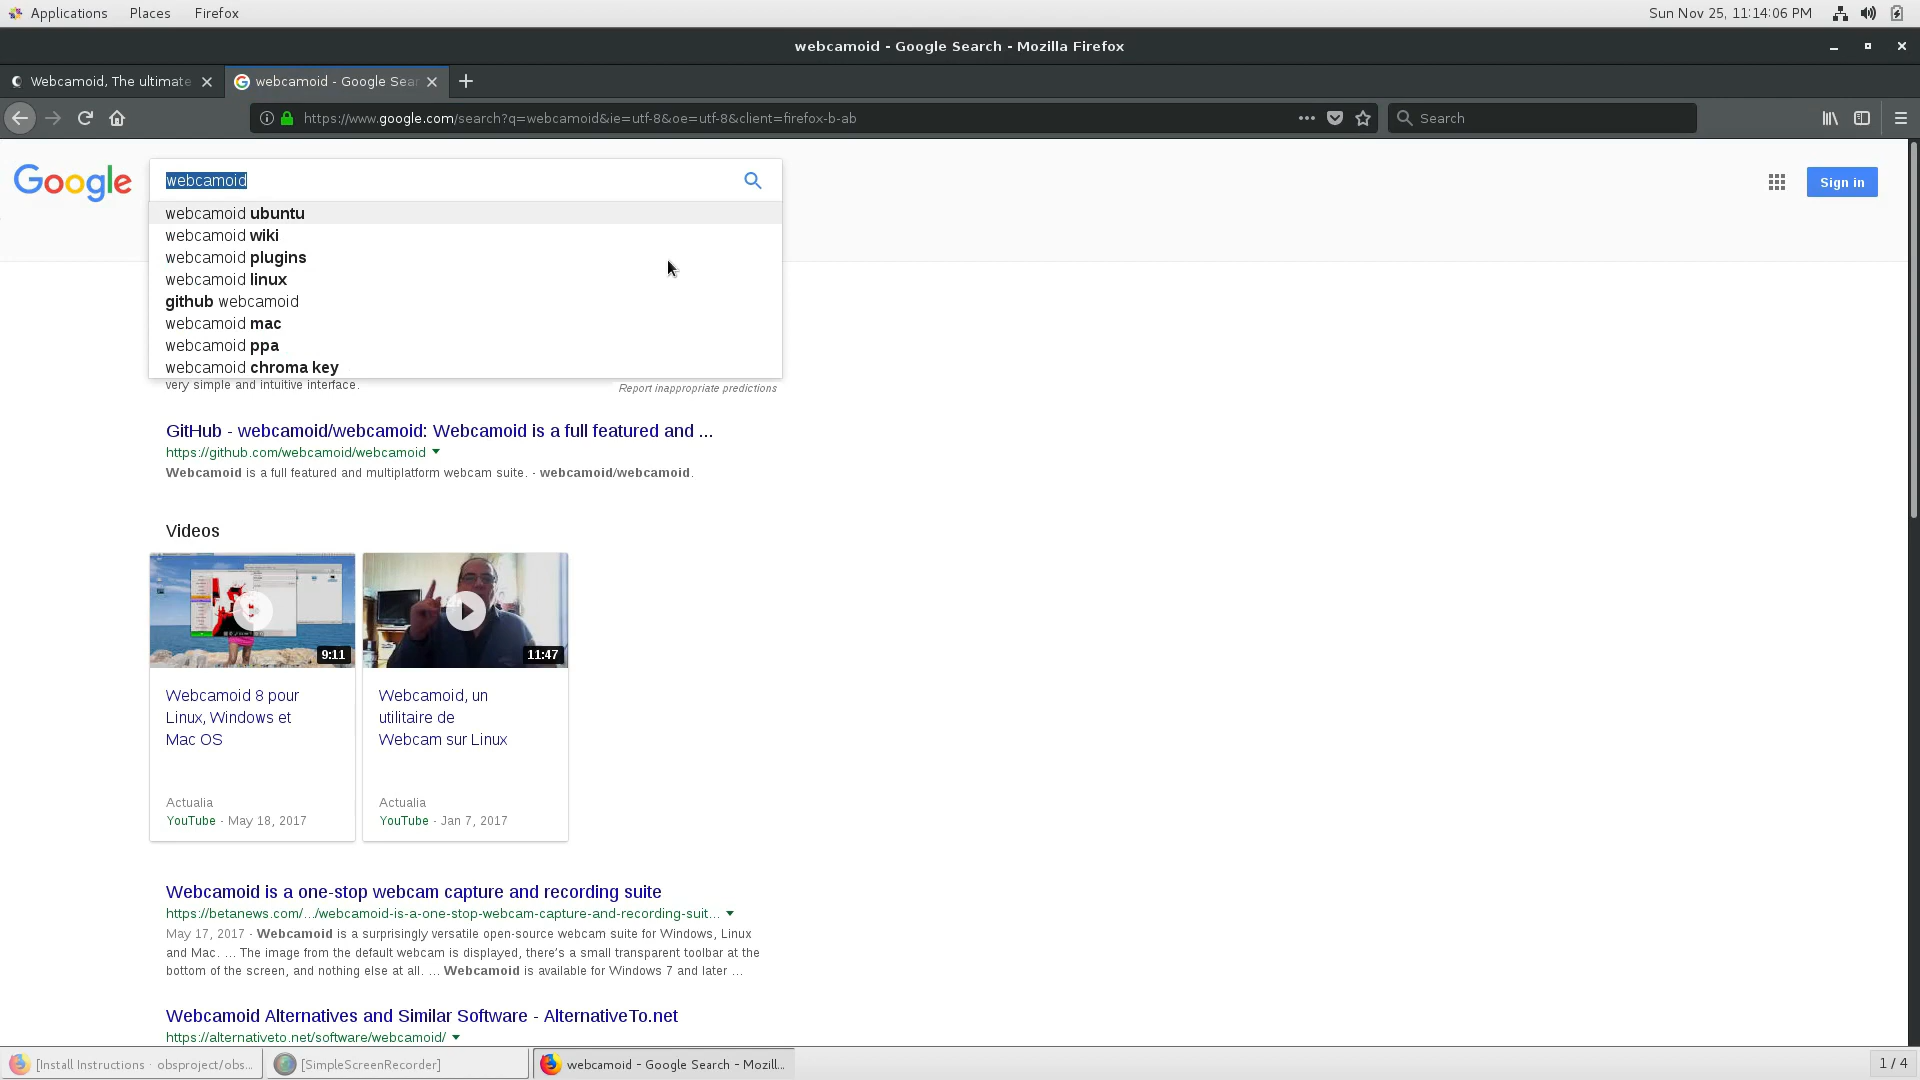 Applications Places Firefox Sun Nov 25, 11:14:06 PM
webcamoid - Google Search - Mozilla Firefox
Webcamoid, The ultimate webcamoid - Google Sear
https://www.google.com/search?q=webcamoid&ie=utf-8&oe=utf-8&client=firefox-b-ab Search
Google webcamoid Sign in
webcamoid ubuntu
webcamoid wiki
webcamoid plugins
webcamoid linux
github webcamoid
webcamoid mac
webcamoid ppa
webcamoid chroma key
very simple and intuitive interface. Report inappropriate predictions
GitHub - webcamoid/webcamoid: Webcamoid is a full featured and ...
https://github.com/webcamoid/webcamoid
Webcamoid is a full featured and multiplatform webcam suite. - webcamoid/webcamoid.
Videos
9:11 11:47
Webcamoid 8 pour
Linux, Windows et
Mac OS
Actualia
YouTube - May 18, 2017
Webcamoid, un
utilitaire de
Webcam sur Linux
Actualia
YouTube - Jan 7, 2017
Webcamoid is a one-stop webcam capture and recording suite
https://betanews.com/.../webcamoid-is-a-one-stop-webcam-capture-and-recording-suit...
May 17, 2017 - Webcamoid is a surprisingly versatile open-source webcam suite for Windows, Linux
and Mac. ... The image from the default webcam is displayed, there's a small transparent toolbar at the
bottom of the screen, and nothing else at all. ... Webcamoid is available for Windows 7 and later ...
Webcamoid Alternatives and Similar Software - AlternativeTo.net
https://alternativeto.net/software/webcamoid/
[Install Instructions · obsproject/obs... [SimpleScreenRecorder] webcamoid - Google Search - Mozill... 1 / 4